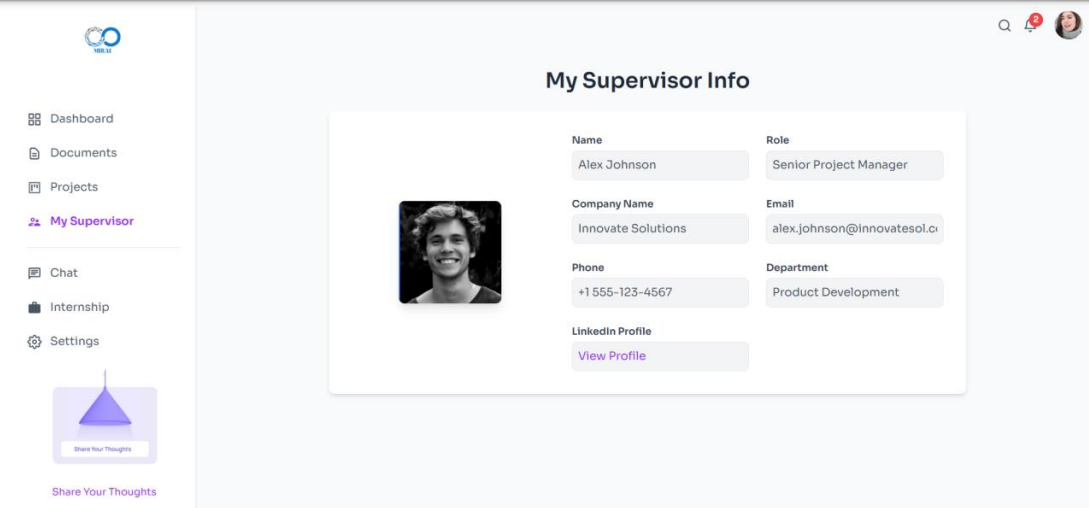 MIRAI
2
Dashboard
Documents
Projects
My Supervisor
Chat
Internship
Settings
Share Your Thoughts
Share Your Thoughts
My Supervisor Info
Name
Alex Johnson
Role
Senior Project Manager
Company Name
Innovate Solutions
Email
alex.johnson@innovatesol.c
Phone
+1 555-123-4567
Department
Product Development
LinkedIn Profile
View Profile